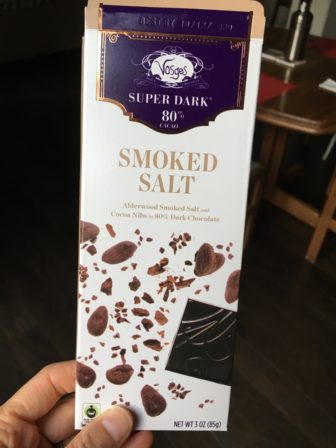 Vosges
SUPER DARK®
80%
CACAO
SMOKED
SALT
Alderwood Smoked Salt and
Cocoa Nibs in 80% Dark Chocolate
NET WT 3 OZ (85g)